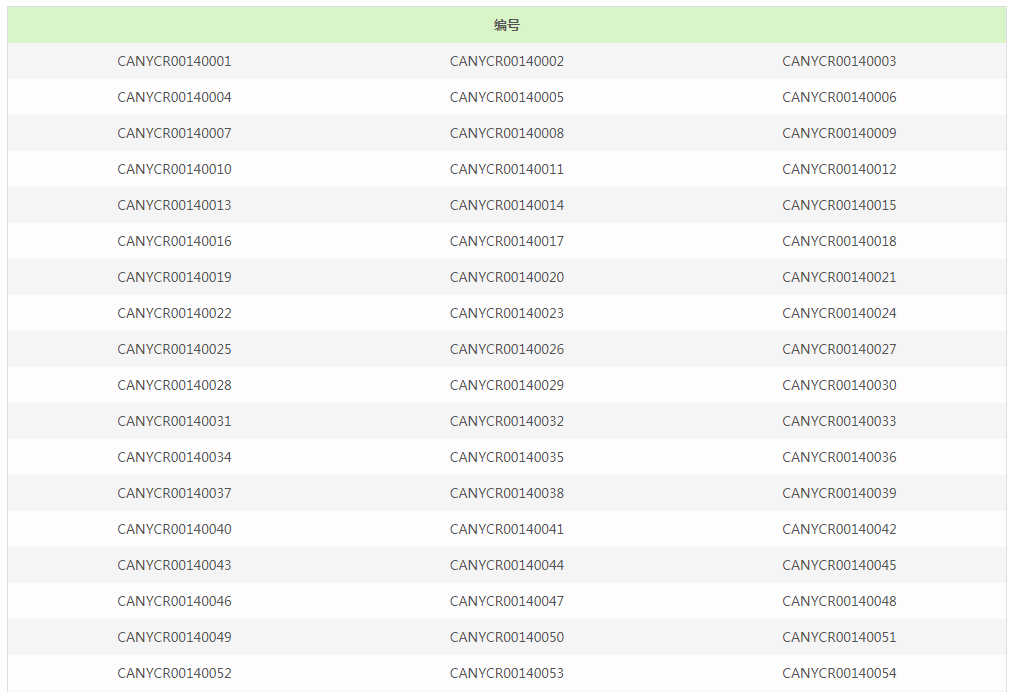 编号
CANYCR00140001 CANYCR00140002 CANYCR00140003
CANYCR00140004 CANYCR00140005 CANYCR00140006
CANYCR00140007 CANYCR00140008 CANYCR00140009
CANYCR00140010 CANYCR00140011 CANYCR00140012
CANYCR00140013 CANYCR00140014 CANYCR00140015
CANYCR00140016 CANYCR00140017 CANYCR00140018
CANYCR00140019 CANYCR00140020 CANYCR00140021
CANYCR00140022 CANYCR00140023 CANYCR00140024
CANYCR00140025 CANYCR00140026 CANYCR00140027
CANYCR00140028 CANYCR00140029 CANYCR00140030
CANYCR00140031 CANYCR00140032 CANYCR00140033
CANYCR00140034 CANYCR00140035 CANYCR00140036
CANYCR00140037 CANYCR00140038 CANYCR00140039
CANYCR00140040 CANYCR00140041 CANYCR00140042
CANYCR00140043 CANYCR00140044 CANYCR00140045
CANYCR00140046 CANYCR00140047 CANYCR00140048
CANYCR00140049 CANYCR00140050 CANYCR00140051
CANYCR00140052 CANYCR00140053 CANYCR00140054